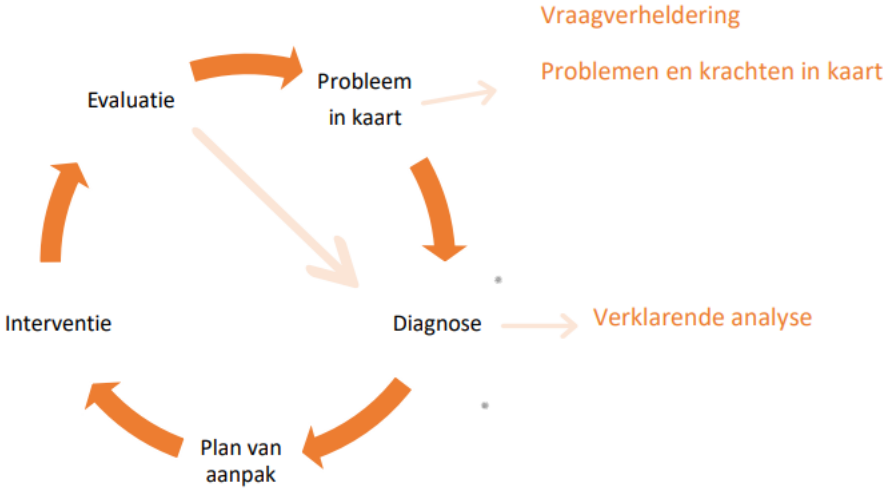 Vraagverheldering
Problemen en krachten in kaart
Probleem
in kaart
Evaluatie
Interventie
Diagnose
Verklarende analyse
Plan van
aanpak